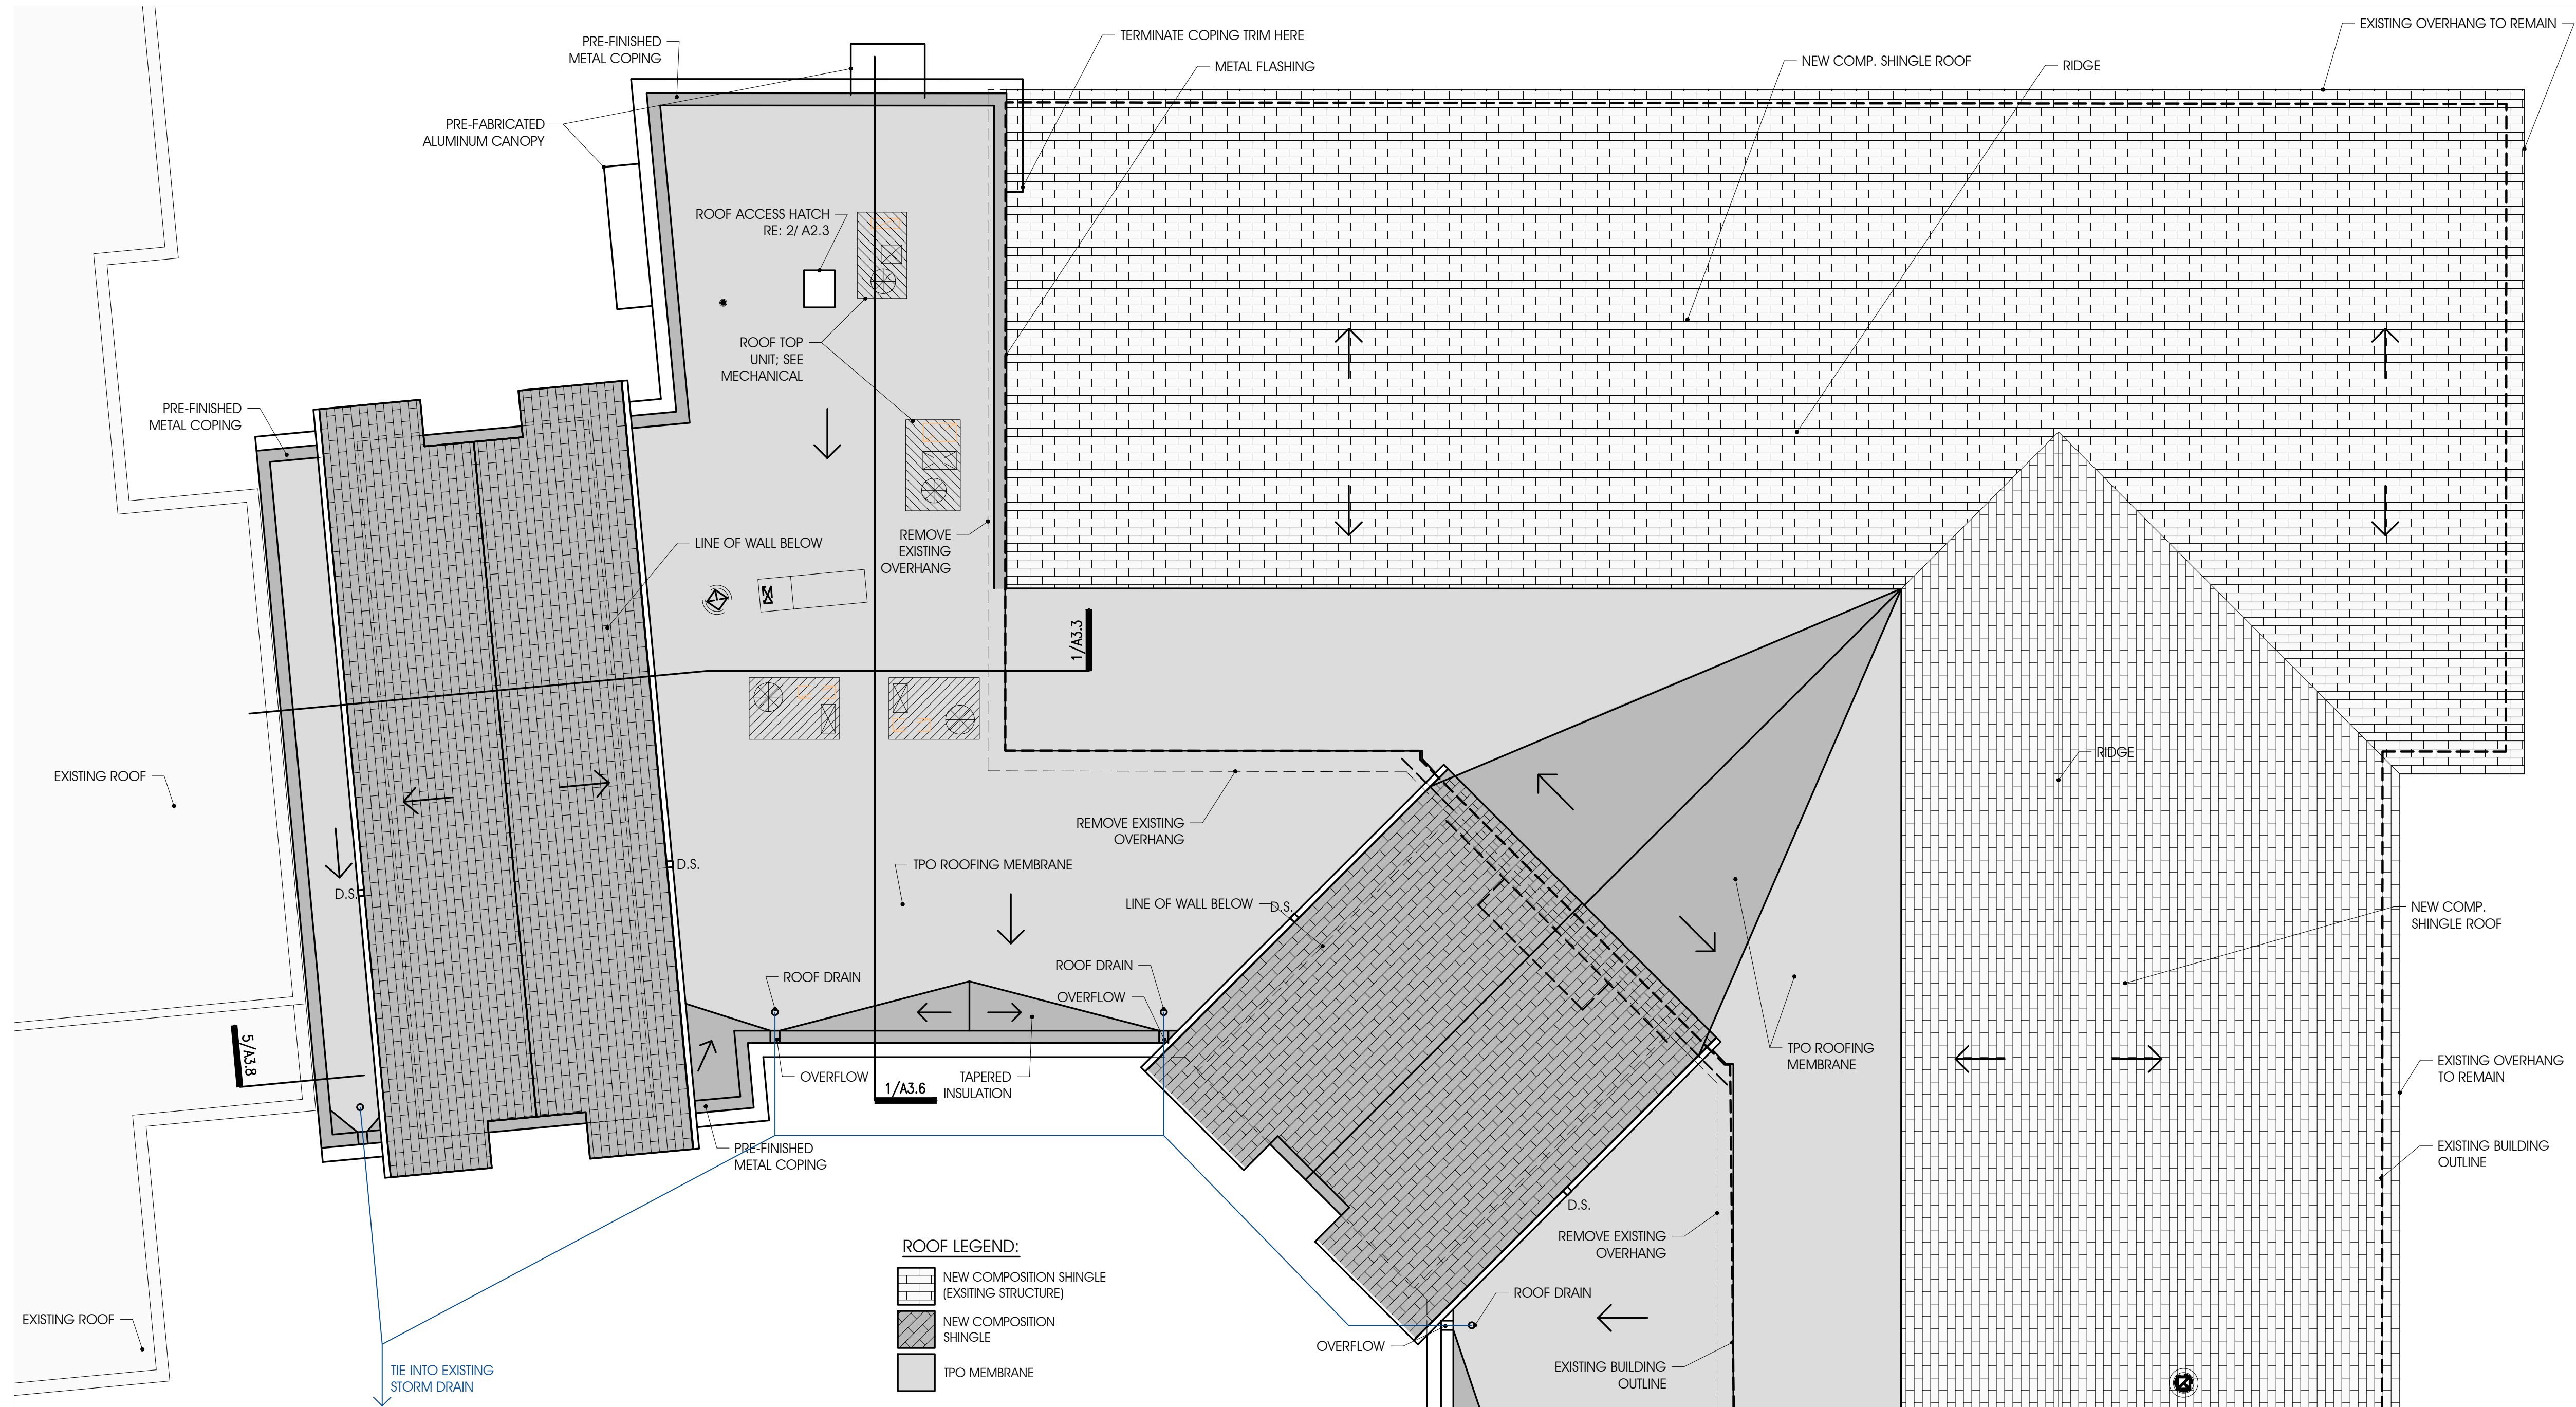 EXISTING OVERHANG TO REMAIN
TERMINATE COPING TRIM HERE
PRE-FINISHED
METAL COPING
METAL FLASHING
NEW COMP. SHINGLE ROOF
RIDGE
PRE-FABRICATED
ALUMINUM CANOPY
ROOF ACCESS HATCH
RE: 2/ A2.3
ROOF TOP
UNIT; SEE
MECHANICAL
PRE-FINISHED
METAL COPING
REMOVE
EXISTING
OVERHANG
LINE OF WALL BELOW
1/A3.3
RIDGE
EXISTING ROOF
REMOVE EXISTING
OVERHANG
TPO ROOFING MEMBRANE
D.S.
D.S.
LINE OF WALL BELOW
D.S.
NEW COMP.
SHINGLE ROOF
ROOF DRAIN
ROOF DRAIN
OVERFLOW
5/A3.8
TPO ROOFING
MEMBRANE
EXISTING OVERHANG
TO REMAIN
OVERFLOW
1/A3.6
TAPERED
INSULATION
PRE-FINISHED
METAL COPING
EXISTING BUILDING
OUTLINE
D.S.
REMOVE EXISTING
OVERHANG
ROOF LEGEND:
NEW COMPOSITION SHINGLE
(EXSITING STRUCTURE)
NEW COMPOSITION
SHINGLE
TPO MEMBRANE
ROOF DRAIN
EXISTING ROOF
OVERFLOW
EXISTING BUILDING
OUTLINE
TIE INTO EXISTING
STORM DRAIN